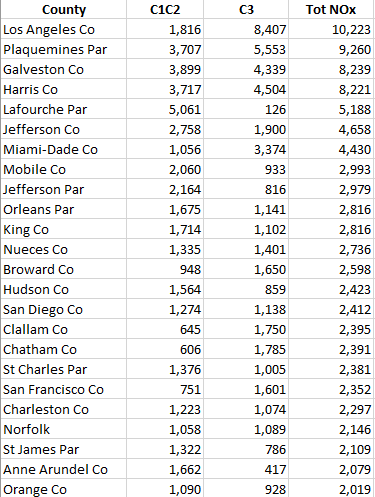 County C1C2 C3 Tot NOx
Los Angeles Co 1,816 8,407 10,223
Plaquemines Par 3,707 5,553 9,260
Galveston Co 3,899 4,339 8,239
Harris Co 3,717 4,504 8,221
Lafourche Par 5,061 126 5,188
Jefferson Co 2,758 1,900 4,658
Miami-Dade Co 1,056 3,374 4,430
Mobile Co 2,060 933 2,993
Jefferson Par 2,164 816 2,979
Orleans Par 1,675 1,141 2,816
King Co 1,714 1,102 2,816
Nueces Co 1,335 1,401 2,736
Broward Co 948 1,650 2,598
Hudson Co 1,564 859 2,423
San Diego Co 1,274 1,138 2,412
Clallam Co 645 1,750 2,395
Chatham Co 606 1,785 2,391
St Charles Par 1,376 1,005 2,381
San Francisco Co 751 1,601 2,352
Charleston Co 1,223 1,074 2,297
Norfolk 1,058 1,089 2,146
St James Par 1,322 786 2,109
Anne Arundel Co 1,662 417 2,079
Orange Co 1,090 928 2,019